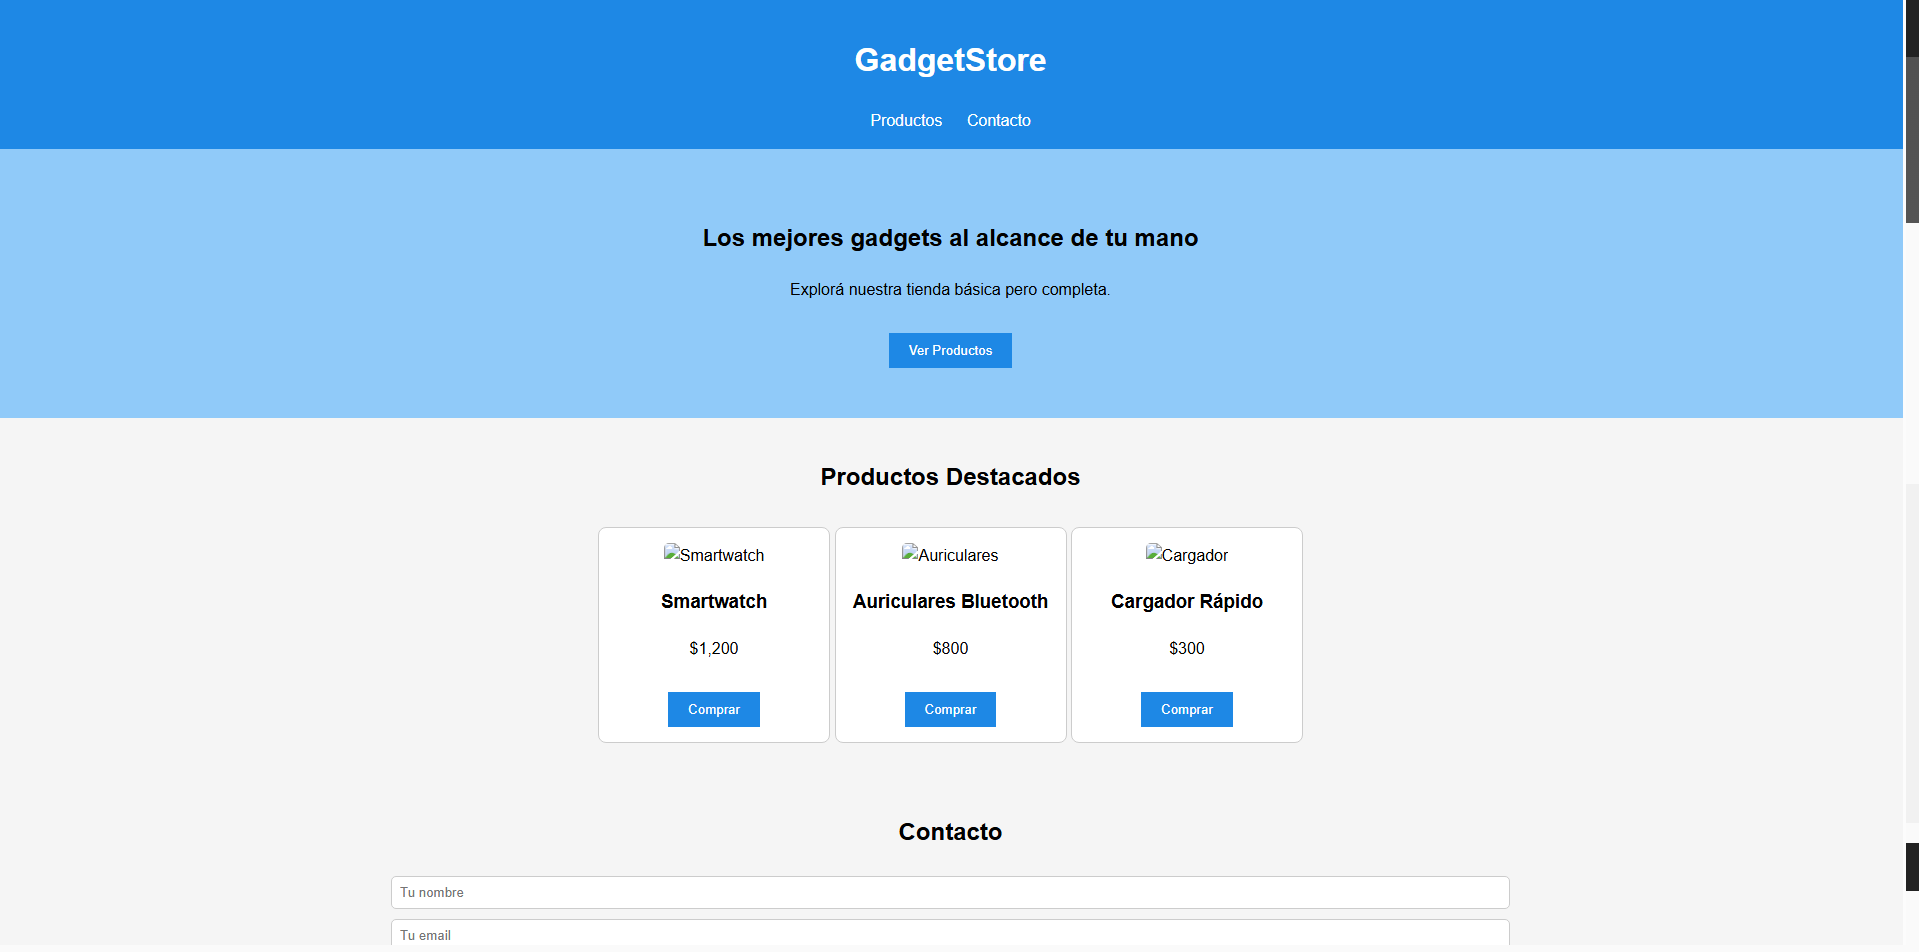 GadgetStore
Productos Contacto
Los mejores gadgets al alcance de tu mano
Explorá nuestra tienda básica pero completa.
Ver Productos
Productos Destacados
Smartwatch Auriculares Cargador
Smartwatch Auriculares Bluetooth Cargador Rápido
$1,200 $800 $300
Comprar Comprar Comprar
Contacto
Tu nombre
Tu email